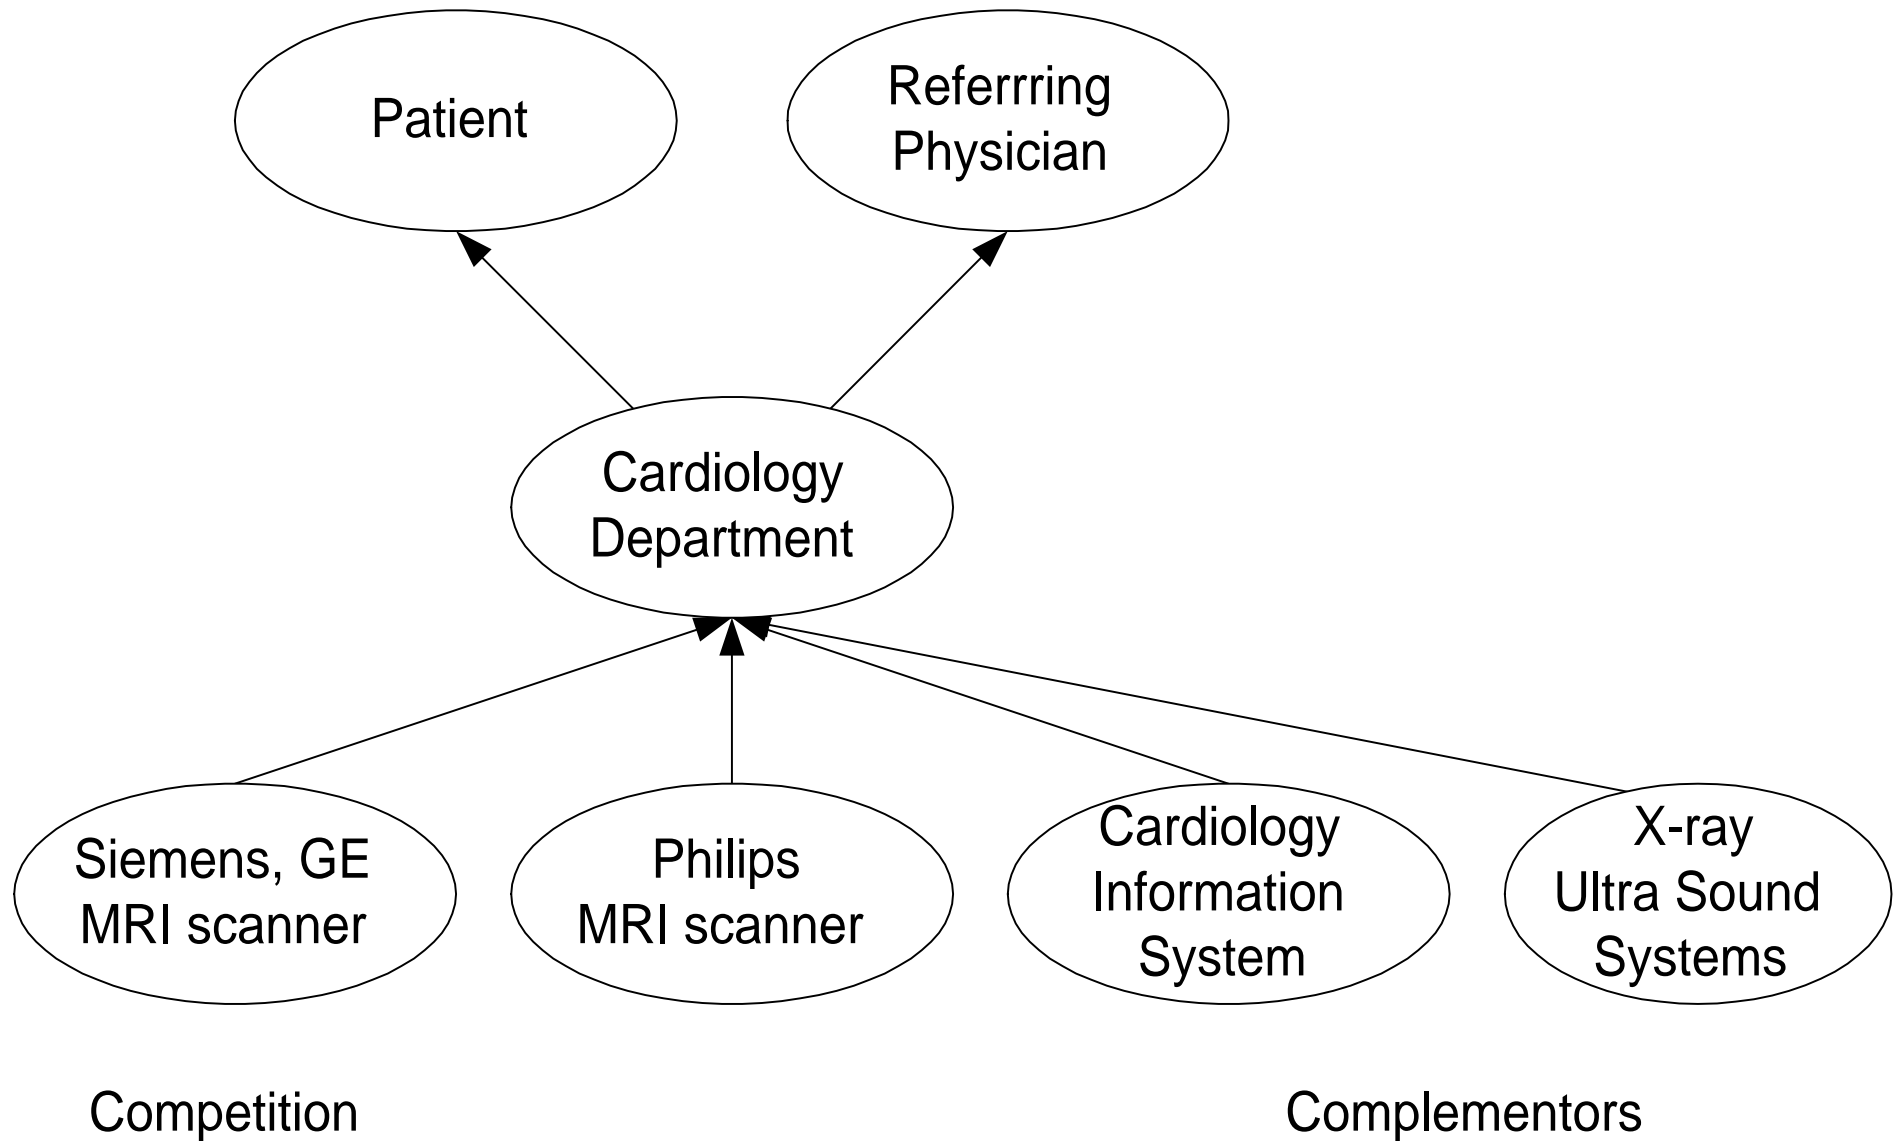 Patient
Referrring
Physician
Cardiology
Department
Siemens, GE
MRI scanner
Philips
MRI scanner
Cardiology
Information
System
X-ray
Ultra Sound
Systems
Competition
Complementors